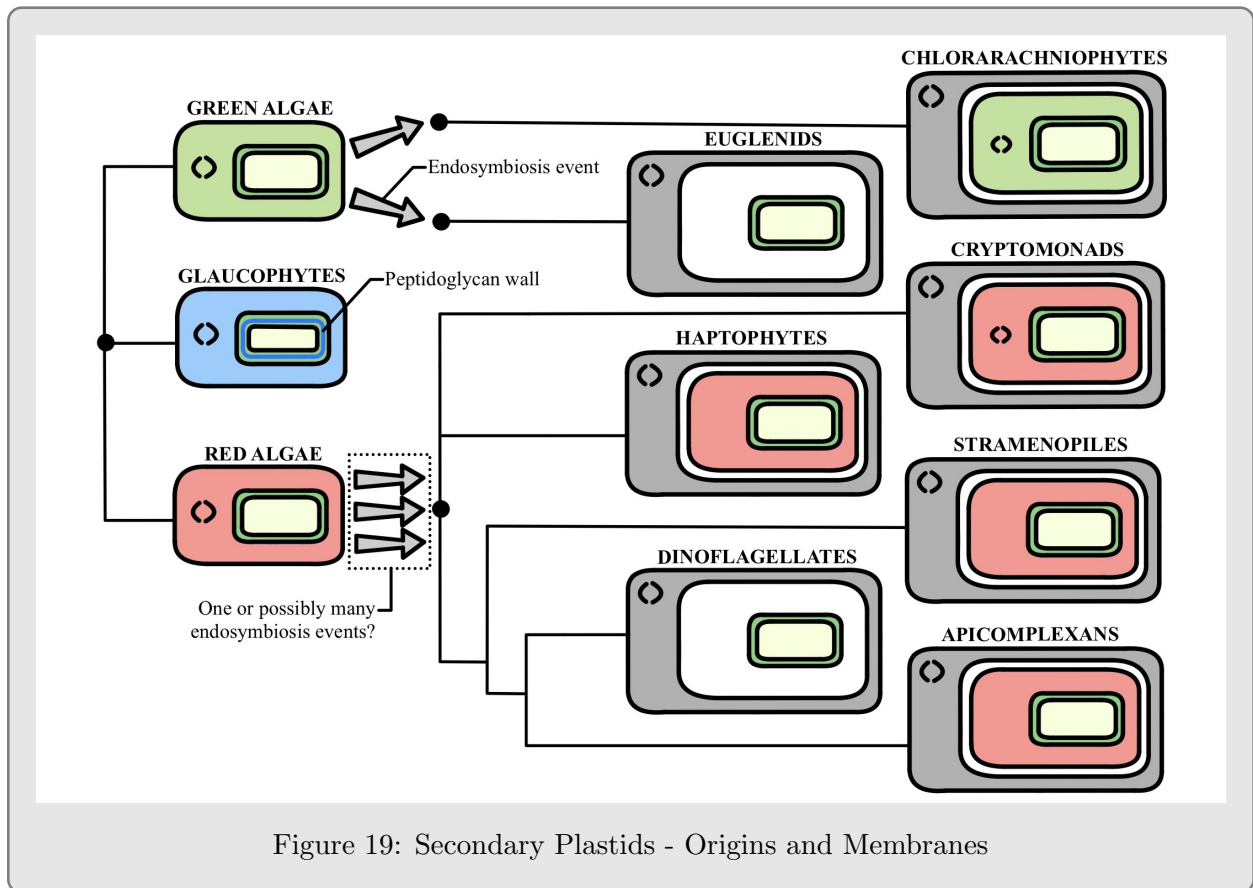 CHLORARACHNIOPHYTES
GREEN ALGAE
EUGLENIDS
Endosymbiosis event
CRYPTOMONADS
GLAUCOPHYTES
Peptidoglycan wall
HAPTOPHYTES
RED ALGAE
STRAMENOPILES
DINOFLAGELLATES
One or possibly many
endosymbiosis events?
APICOMPLEXANS
Figure 19: Secondary Plastids - Origins and Membranes